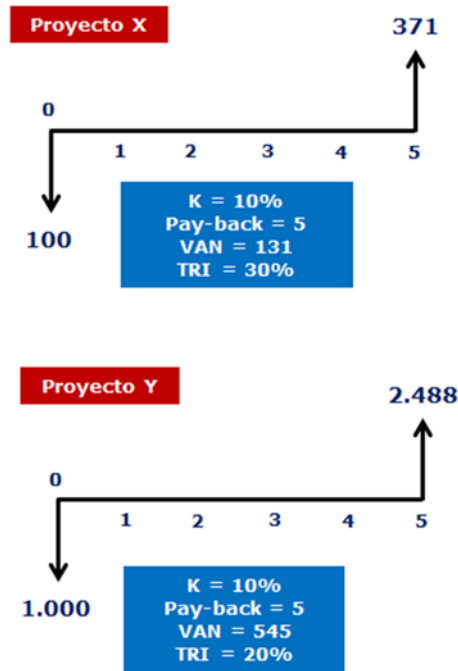 Proyecto X
371
0
1 2 3 4 5
100
K = 10%
Pay-back = 5
VAN = 131
TRI = 30%
Proyecto Y
2.488
0
1 2 3 4 5
1.000
K = 10%
Pay-back = 5
VAN = 545
TRI = 20%